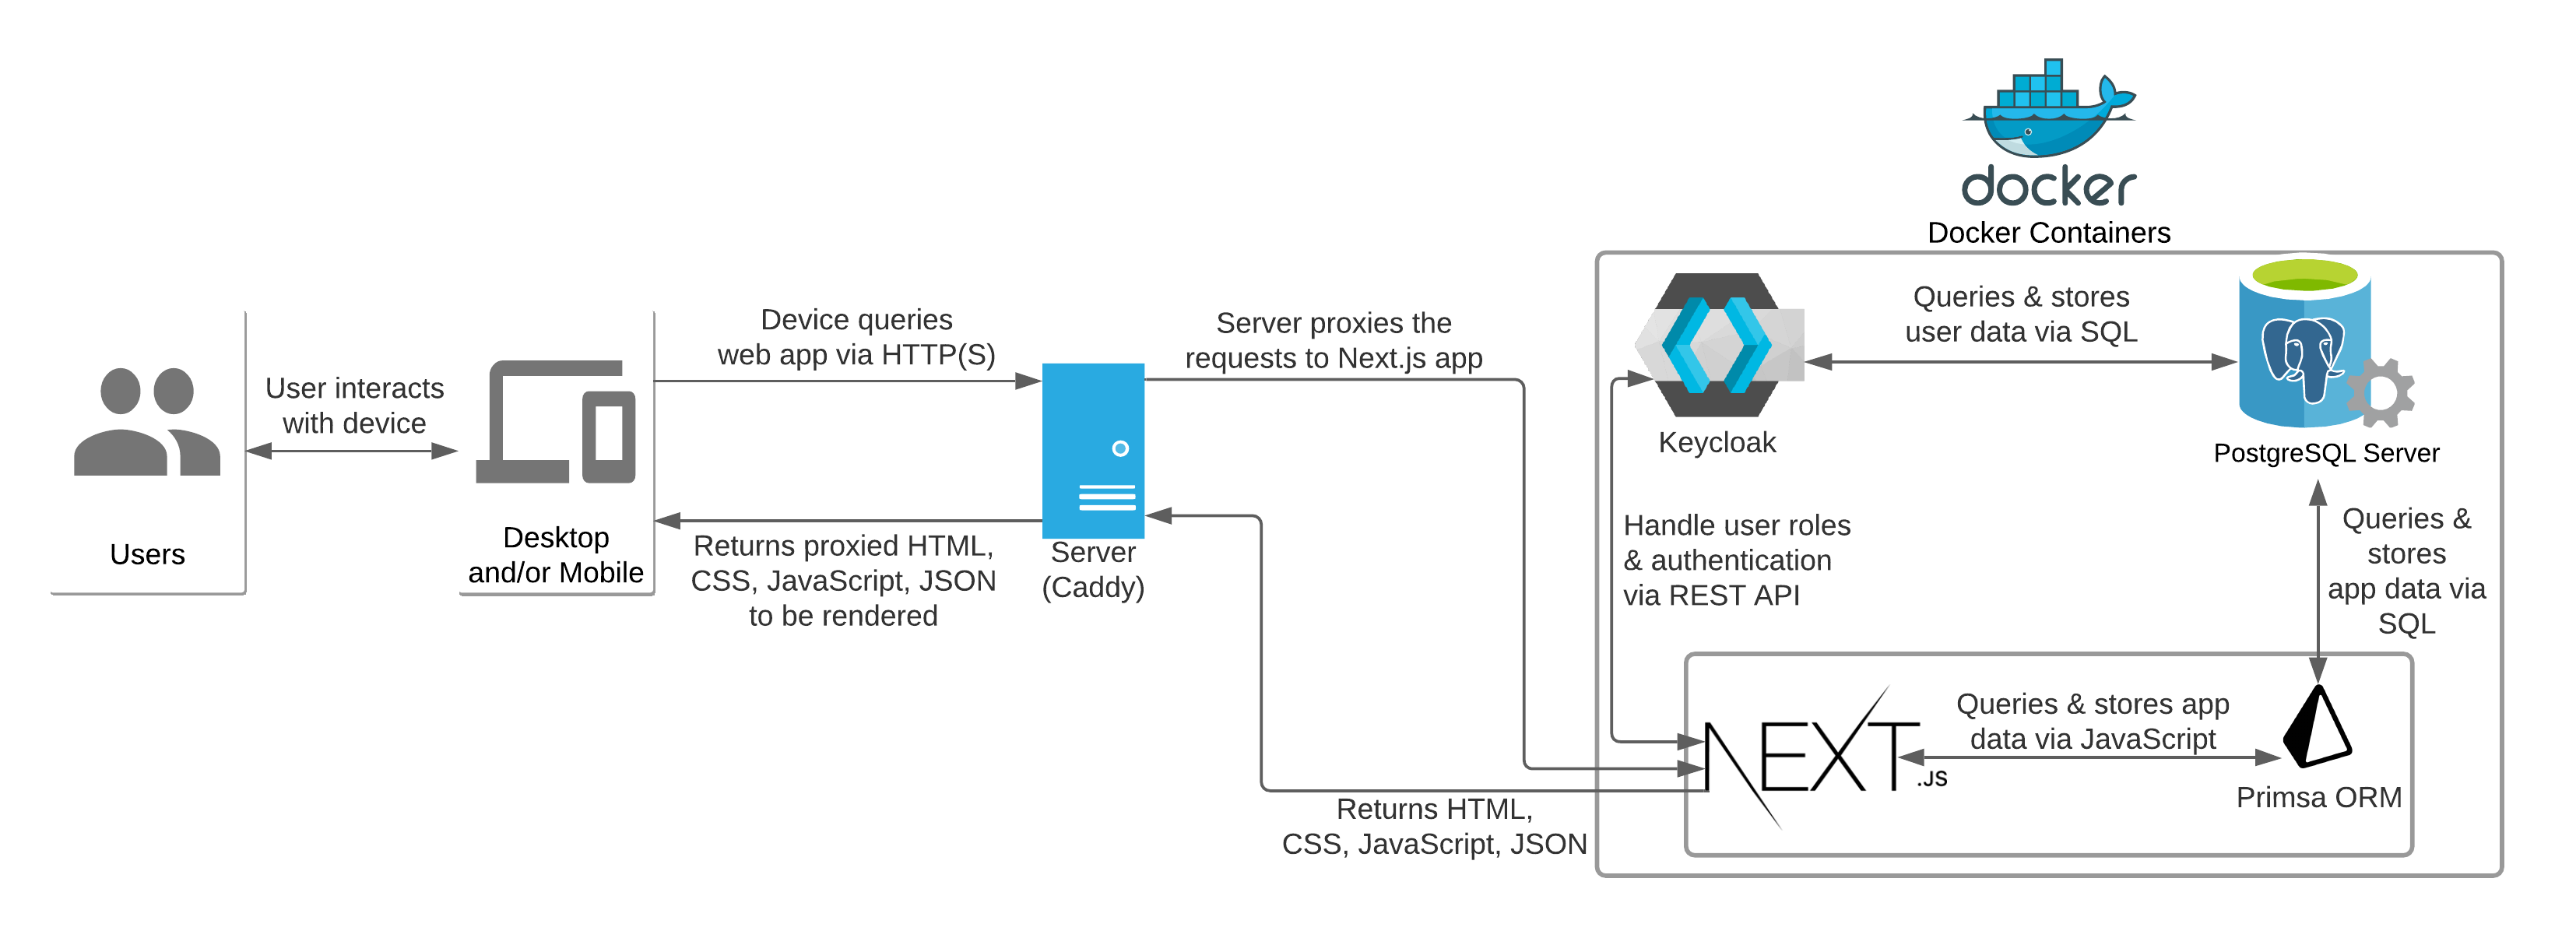 docker
Docker Containers
Users
User interacts
with device
Desktop
and/or Mobile
Device queries
web app via HTTP(S)
Returns proxied HTML,
CSS, JavaScript, JSON
to be rendered
Server
(Caddy)
Server proxies the
requests to Next.js app
Returns HTML,
CSS, JavaScript, JSON
Keycloak
Queries & stores
user data via SQL
PostgreSQL Server
Handle user roles
& authentication
via REST API
Queries &
stores
app data via
SQL
NEXT.JS
Queries & stores app
data via JavaScript
Primsa ORM